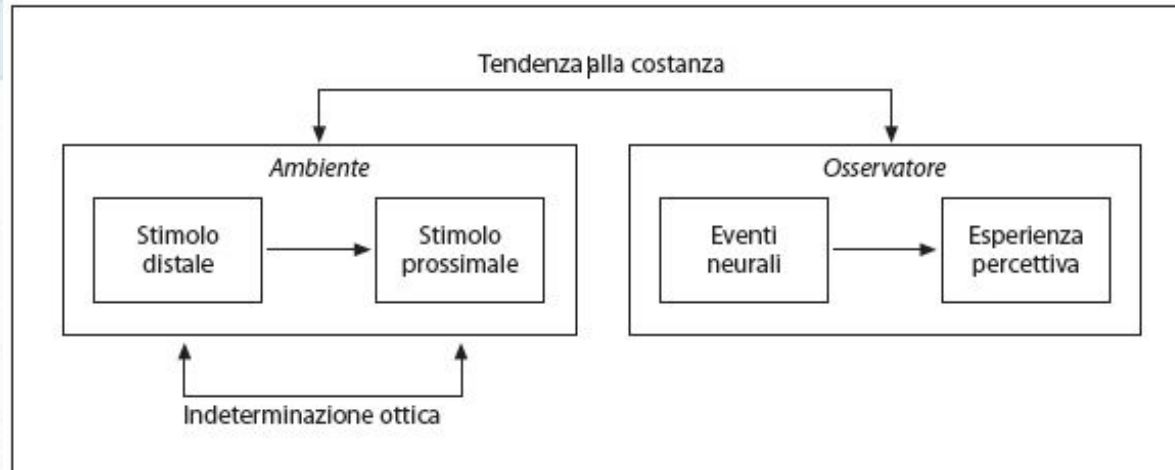 Tendenza alla costanza
Ambiente
Osservatore
Stimolo
distale
Stimolo
prossimale
Eventi
neurali
Esperienza
percettiva
Indeterminazione ottica